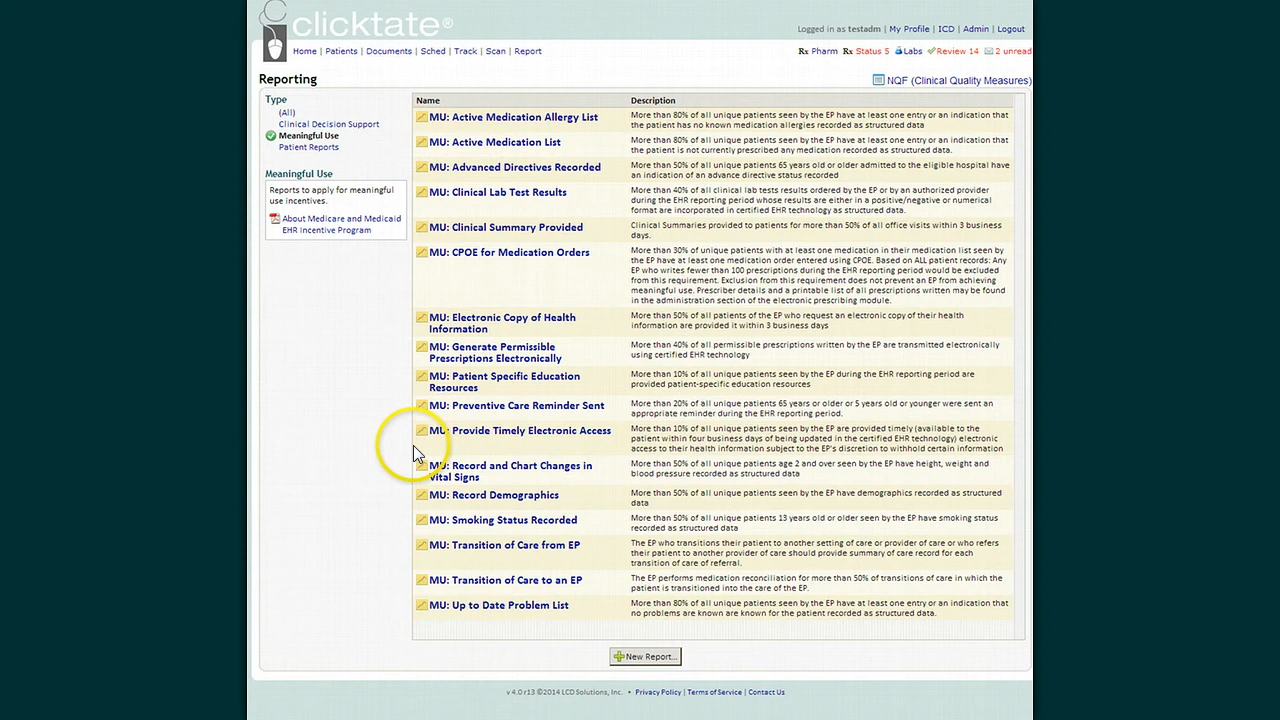 clicktate®
Logged in as testadm | My Profile | ICD | Admin | Logout
Home | Patients | Documents | Sched | Track | Scan | Report
Rx Pharm Rx Status 5 Labs Review 14 2 unread
Reporting
NQF (Clinical Quality Measures)
Type
(All)
Clinical Decision Support
Meaningful Use
Patient Reports
Meaningful Use
Reports to apply for meaningful
use incentives.
About Medicare and Medicaid
EHR Incentive Program
Name Description
MU: Active Medication Allergy List
More than 80% of all unique patients seen by the EP have at least one entry or an indication that
the patient has no known medication allergies recorded as structured data
MU: Active Medication List
More than 80% of all unique patients seen by the EP have at least one entry or an indication that
the patient is not currently prescribed any medication recorded as structured data.
MU: Advanced Directives Recorded
More than 50% of all unique patients 65 years old or older admitted to the eligible hospital have
an indication of an advance directive status recorded
MU: Clinical Lab Test Results
More than 40% of all clinical lab tests results ordered by the EP or by an authorized provider
during the EHR reporting period whose results are either in a positive/negative or numerical
format are incorporated in certified EHR technology as structured data.
MU: Clinical Summary Provided
Clinical Summaries provided to patients for more than 50% of all office visits within 3 business
days.
MU: CPOE for Medication Orders
More than 30% of unique patients with at least one medication in their medication list seen by
the EP have at least one medication order entered using CPOE. Based on ALL patient records: Any
EP who writes fewer than 100 prescriptions during the EHR reporting period would be excluded
from this requirement. Exclusion from this requirement does not prevent an EP from achieving
meaningful use. Prescriber details and a printable list of all prescriptions written may be found
in the administration section of the electronic prescribing module.
MU: Electronic Copy of Health
Information
More than 50% of all patients of the EP who request an electronic copy of their health
information are provided it within 3 business days
MU: Generate Permissible
Prescriptions Electronically
More than 40% of all permissible prescriptions written by the EP are transmitted electronically
using certified EHR technology
MU: Patient Specific Education
Resources
More than 10% of all unique patients seen by the EP during the EHR reporting period are
provided patient-specific education resources
MU: Preventive Care Reminder Sent
More than 20% of all unique patients 65 years or older or 5 years old or younger were sent an
appropriate reminder during the EHR reporting period.
MU: Provide Timely Electronic Access
More than 10% of all unique patients seen by the EP are provided timely (available to the
patient within four business days of being updated in the certified EHR technology) electronic
access to their health information subject to the EP's discretion to withhold certain information
MU: Record and Chart Changes in
Vital Signs
More than 50% of all unique patients age 2 and over seen by the EP have height, weight and
blood pressure recorded as structured data
MU: Record Demographics
More than 50% of all unique patients seen by the EP have demographics recorded as structured
data
MU: Smoking Status Recorded
More than 50% of all unique patients 13 years old or older seen by the EP have smoking status
recorded as structured data
MU: Transition of Care from EP
The EP who transitions their patient to another setting of care or provider of care or who refers
their patient to another provider of care should provide summary of care record for each
transition of care of referral.
MU: Transition of Care to an EP
The EP performs medication reconciliation for more than 50% of transitions of care in which the
patient is transitioned into the care of the EP.
MU: Up to Date Problem List
More than 80% of all unique patients seen by the EP have at least one entry or an indication that
no problems are known are known for the patient recorded as structured data.
New Report...
v 4.0 r13 ©2014 LCD Solutions, Inc. • Privacy Policy | Terms of Service | Contact Us